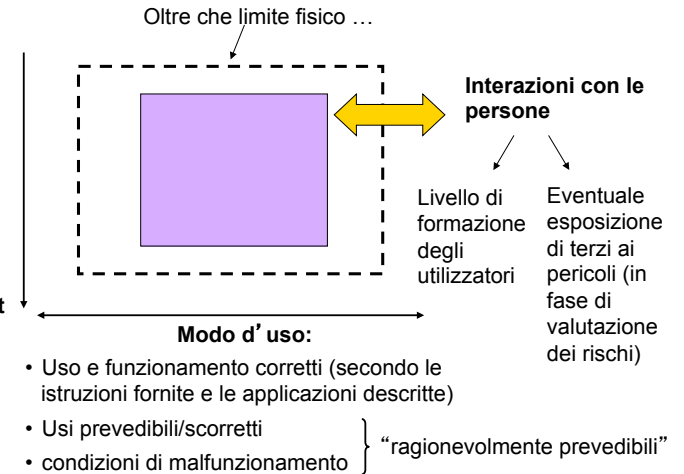 Oltre che limite fisico …
Interazioni con le
persone
Livello di
formazione
degli
utilizzatori
Eventuale
esposizione
di terzi ai
pericoli (in
fase di
valutazione
dei rischi)
t
Modo d’uso:
• Uso e funzionamento corretti (secondo le
istruzioni fornite e le applicazioni descritte)
• Usi prevedibili/scorretti
• condizioni di malfunzionamento
“ragionevolmente prevedibili”